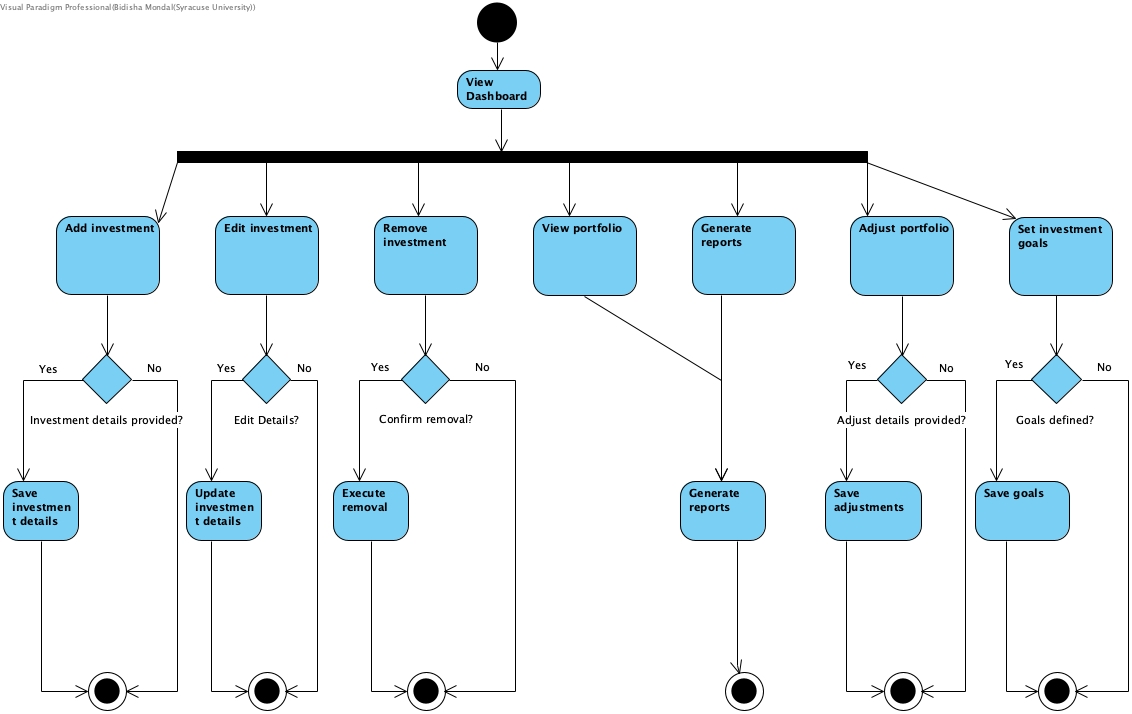 Visual Paradigm Professional(Bidisha Mondal(Syracuse University))
View
Dashboard
Add investment
Edit investment
Remove
investment
View portfolio
Generate
reports
Adjust portfolio
Set investment
goals
Yes
No
Investment details provided?
Yes
No
Edit Details?
Yes
No
Confirm removal?
Yes
No
Adjust details provided?
Yes
No
Goals defined?
Save
investmen
t details
Update
investmen
t details
Execute
removal
Generate
reports
Save
adjustments
Save goals